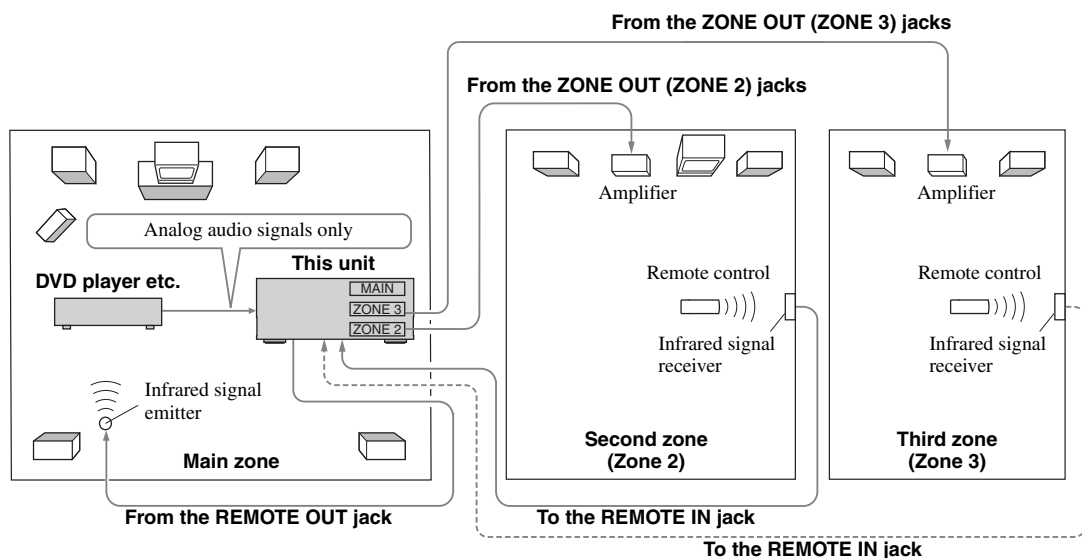 From the ZONE OUT (ZONE 3) jacks
From the ZONE OUT (ZONE 2) jacks
Amplifier
Amplifier
Analog audio signals only
This unit
DVD player etc.
MAIN
ZONE 3
ZONE 2
Remote control
Remote control
Infrared signal
receiver
Infrared signal
receiver
Infrared signal
emitter
Main zone
Second zone
(Zone 2)
Third zone
(Zone 3)
From the REMOTE OUT jack
To the REMOTE IN jack
To the REMOTE IN jack